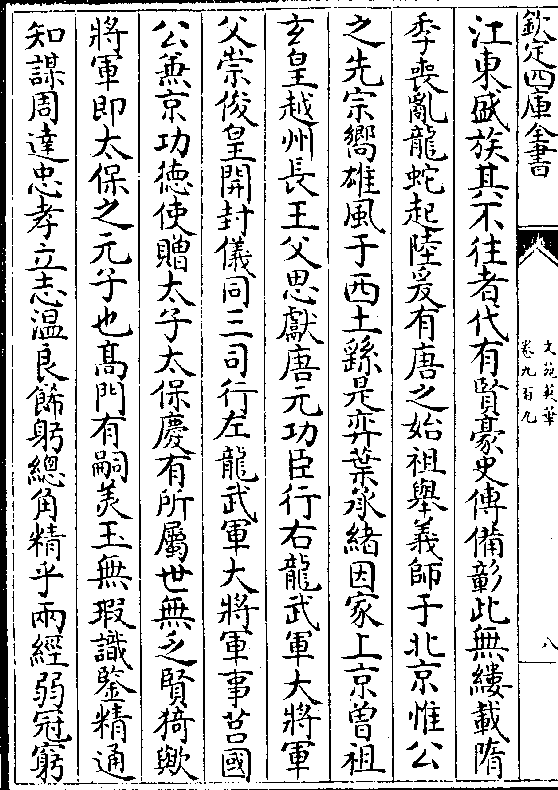 欽定四庫全書
文苑英華
卷九百九
八
江東盛族其不往者代有賢豪史傳備彰此無縷載隋
季喪亂龍蛇起陸爰有唐之始祖舉義師于北京惟公
之先宗嚮雄風于西土繇是弈葉承緒因家上京曾祖
玄皇越州長王父思獻唐元功臣行右龍武軍大將軍
父崇俊皇開封儀同三司行左龍武軍大將軍事莒國
公兼京功德使贈太子太保慶有所屬世無乏賢猗歟
將軍即太保之元子也髙門有嗣美玉無瑕識鑒精通
知謀周達忠孝立志温良餙躬總角精乎兩經弱冠窮